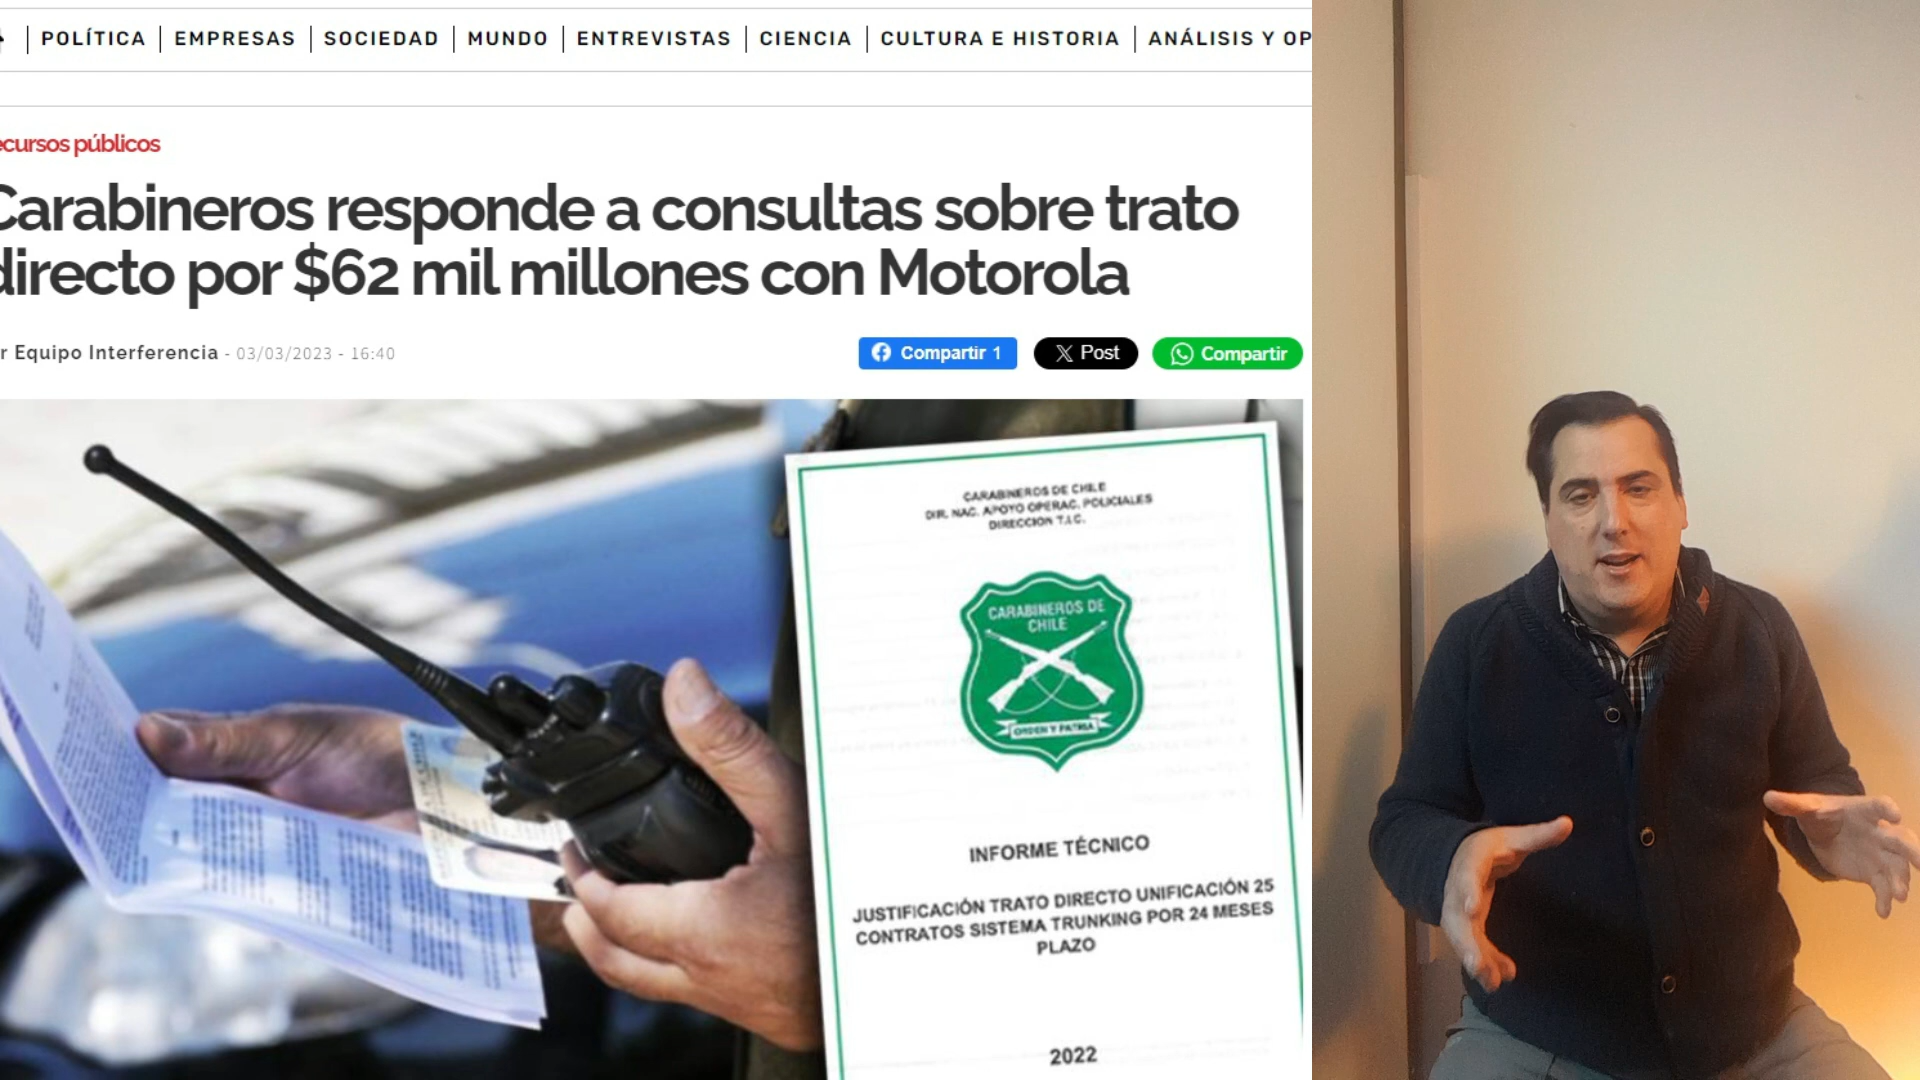 POLÍTICA | EMPRESAS | SOCIEDAD | MUNDO | ENTREVISTAS | CIENCIA | CULTURA E HISTORIA | ANÁLISIS Y OP
ecursos públicos
Carabineros responde a consultas sobre trato
directo por $62 mil millones con Motorola
r Equipo Interferencia - 03/03/2023 - 16:40
Compartir 1
Post
Compartir
CARABINEROS DE CHILE
DIR. NAC. APOYO OPERAC. POLICIALES
DIRECCIÓN T.I.C.
CARABINEROS DE
CHILE
ORDEN Y PATRIA
INFORME TÉCNICO
JUSTIFICACIÓN TRATO DIRECTO UNIFICACIÓN 25
CONTRATOS SISTEMA TRUNKING POR 24 MESES
PLAZO
2022